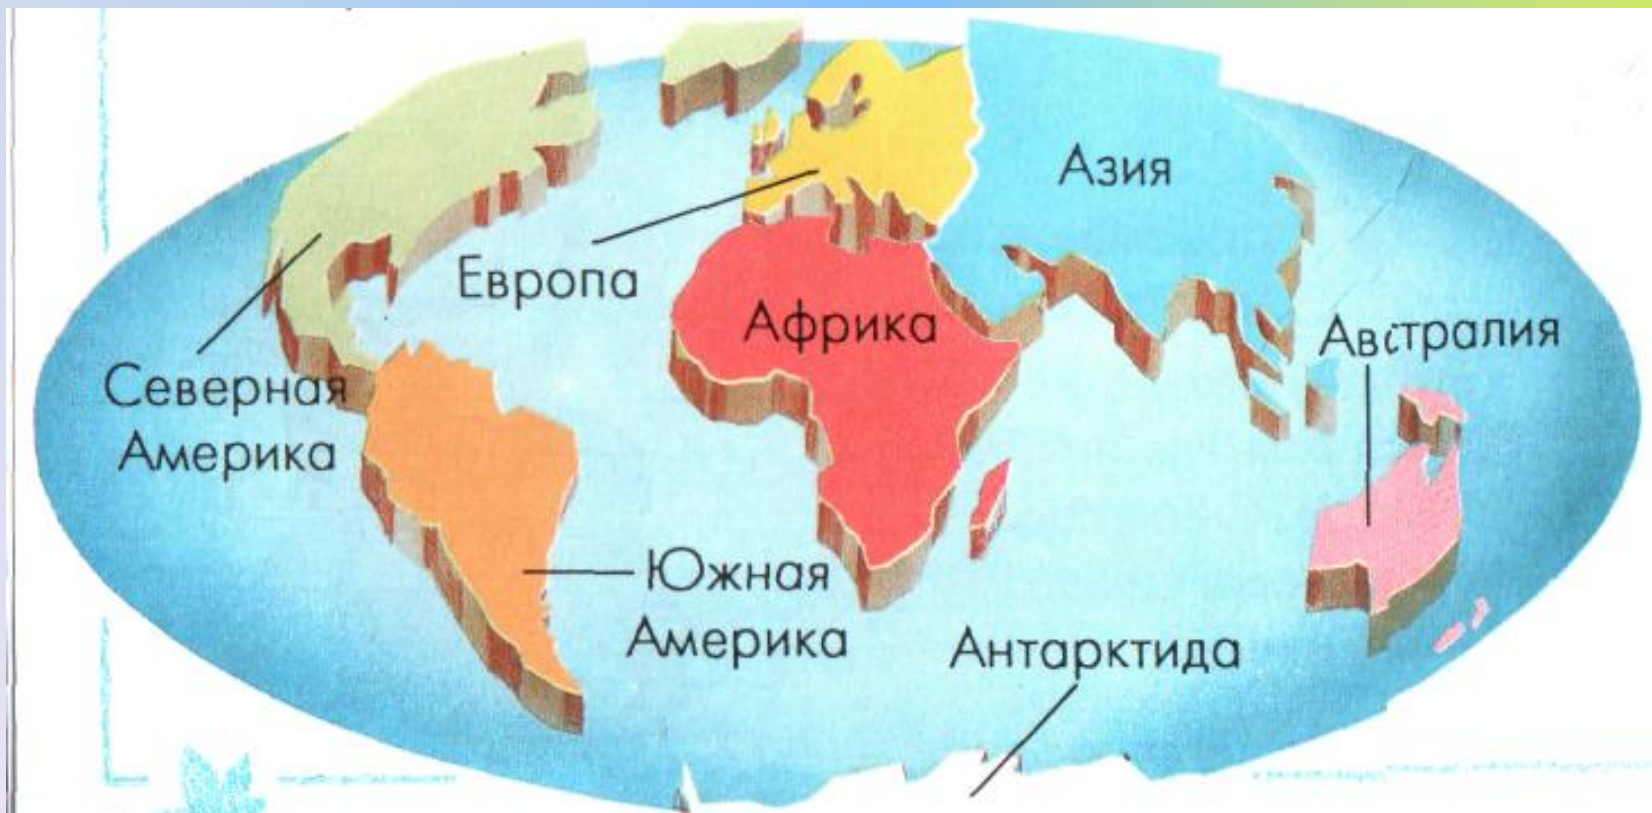 Азия
Европа
Африка
Австралия
Северная
Америка
Южная
Америка
Антарктида